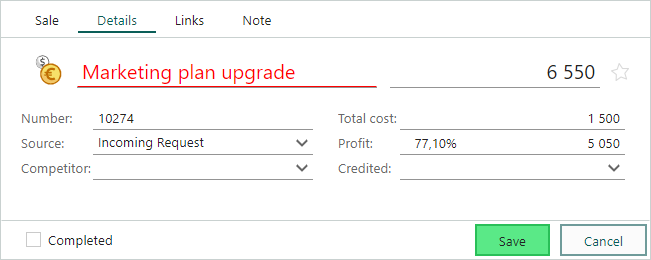 Sale Details Links Note
Marketing plan upgrade 6 550
Number: 10274 Total cost: 1 500
Source: Incoming Request Profit: 77,10% 5 050
Competitor: Credited:
Completed Save Cancel